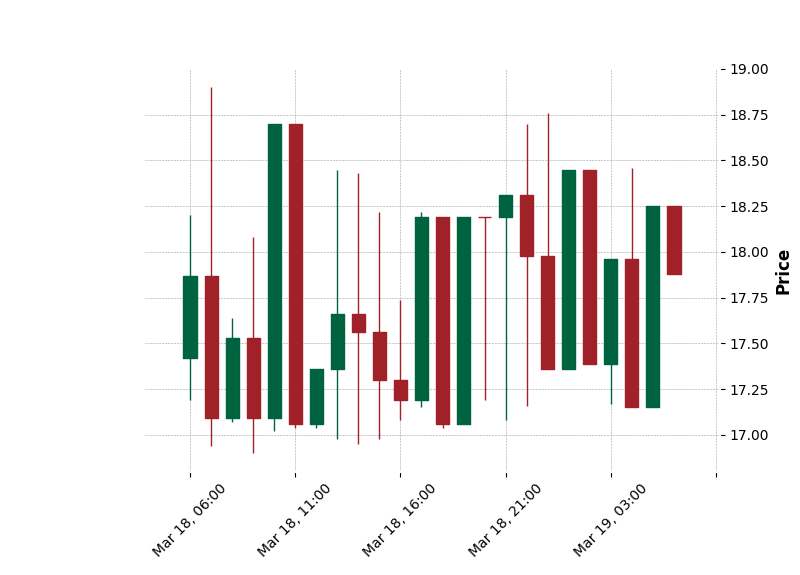 19.00
18.75
18.50
18.25
18.00
17.75
17.50
17.25
17.00
Price
Mar 18, 06:00
Mar 18, 11:00
Mar 18, 16:00
Mar 18, 21:00
Mar 19, 03:00